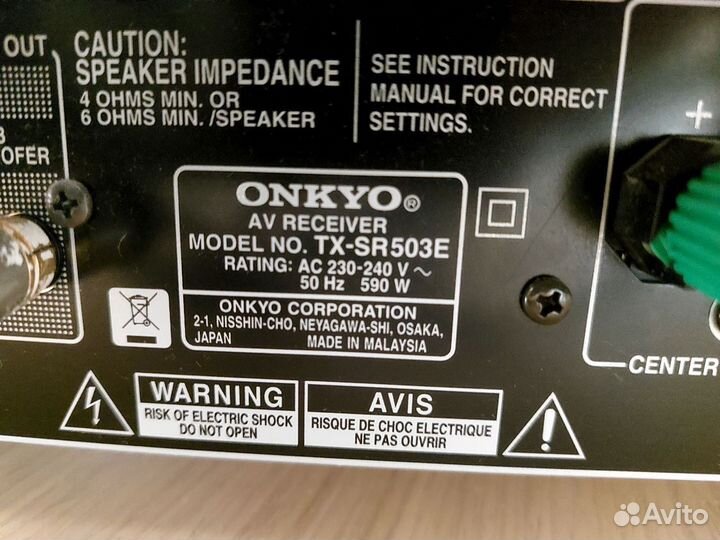 OUT
CAUTION:
SPEAKER IMPEDANCE
4 OHMS MIN. OR
6 OHMS MIN. /SPEAKER
SEE INSTRUCTION
MANUAL FOR CORRECT
SETTINGS.
+
OFER
ONKYO®
AV RECEIVER
MODEL NO. TX-SR503E
RATING: AC 230-240 V ~
50 Hz 590 W
ONKYO CORPORATION
2-1, NISSHIN-CHO, NEYAGAWA-SHI, OSAKA,
JAPAN MADE IN MALAYSIA
CENTER
WARNING
RISK OF ELECTRIC SHOCK
DO NOT OPEN
AVIS
RISQUE DE CHOC ELECTRIQUE
NE PAS OUVRIR
Avito